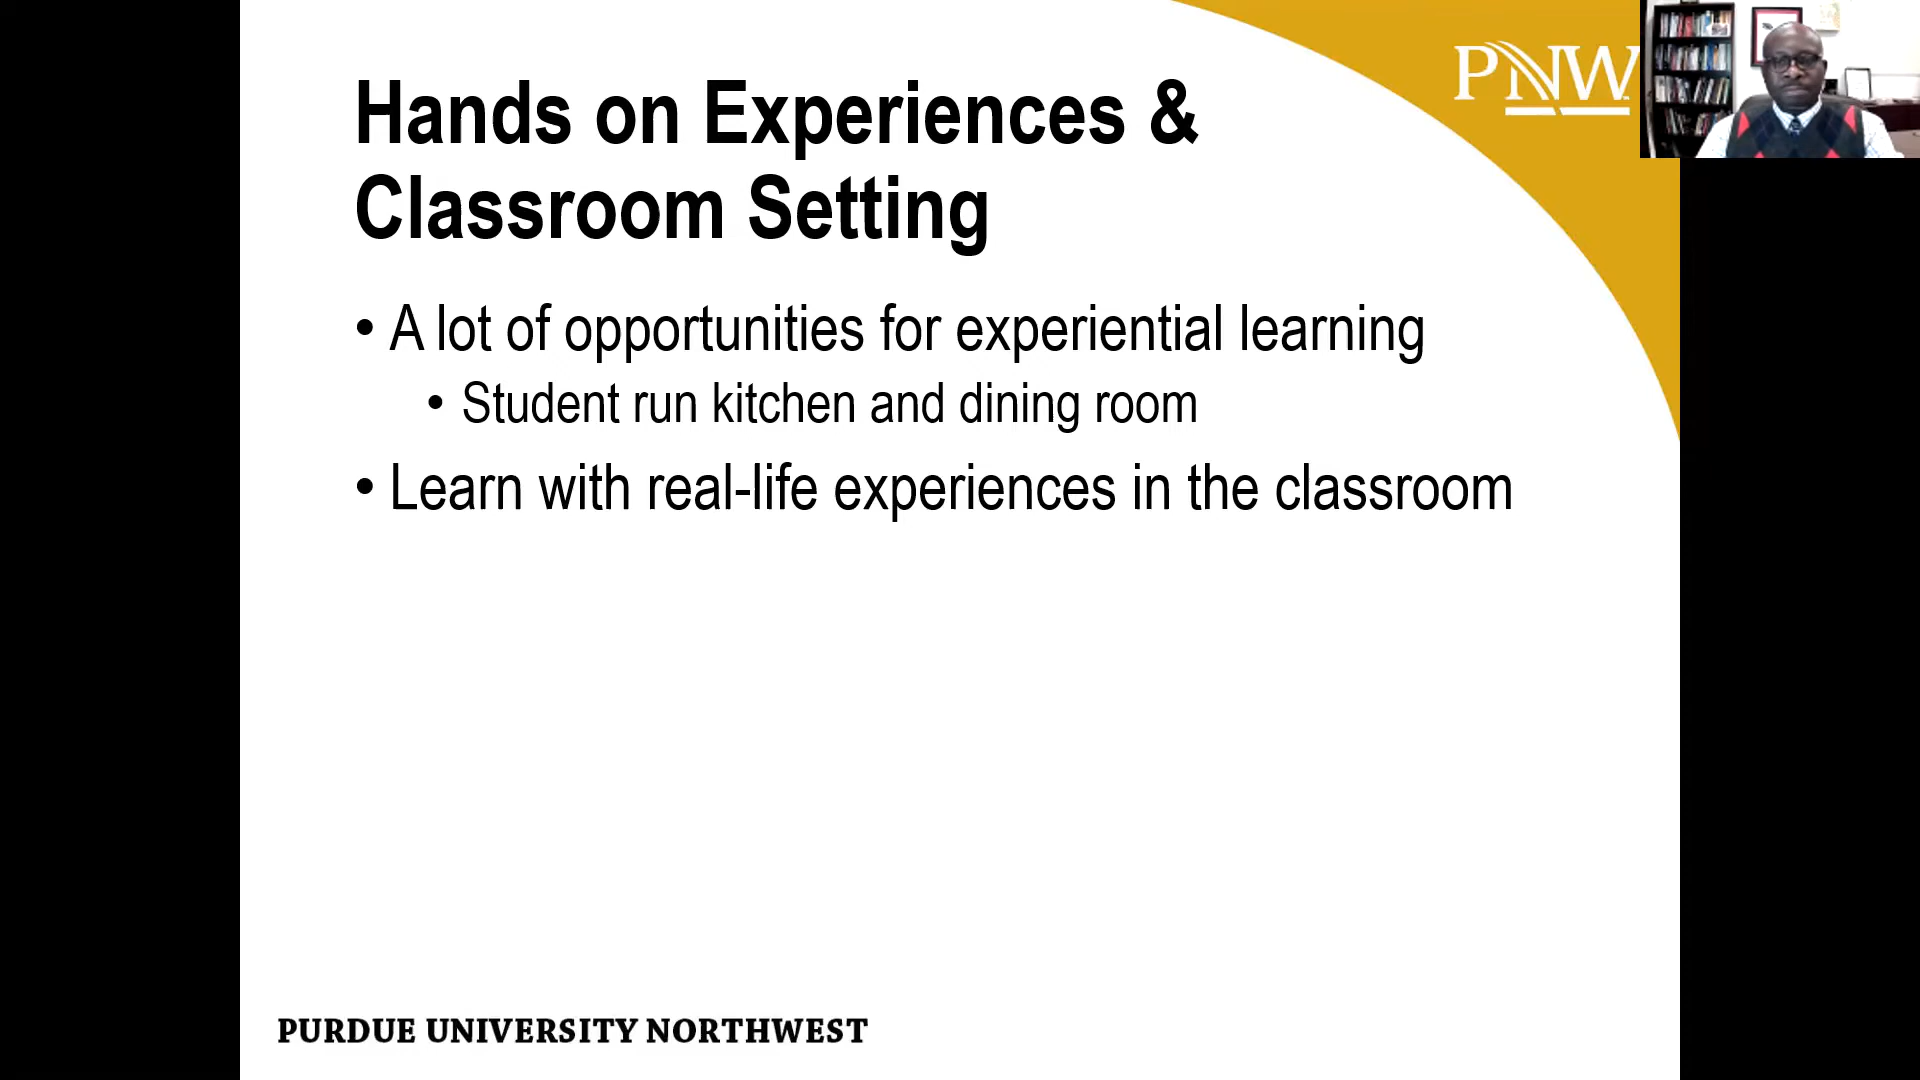 Hands on Experiences &
Classroom Setting
PNW
• A lot of opportunities for experiential learning
• Student run kitchen and dining room
• Learn with real-life experiences in the classroom
PURDUE UNIVERSITY NORTHWEST